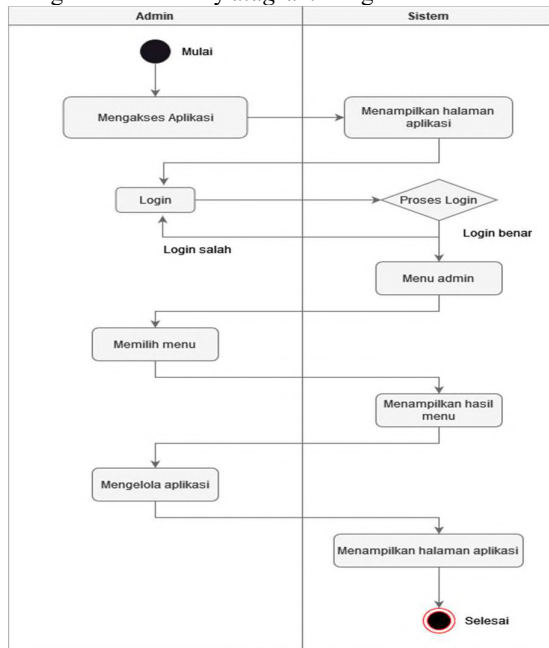 Admin
Sistem
Mulai
Mengakses Aplikasi
Menampilkan halaman
aplikasi
Login
Proses Login
Login benar
Login salah
Menu admin
Memilih menu
Menampilkan hasil
menu
Mengelola aplikasi
Menampilkan halaman aplikasi
Selesai